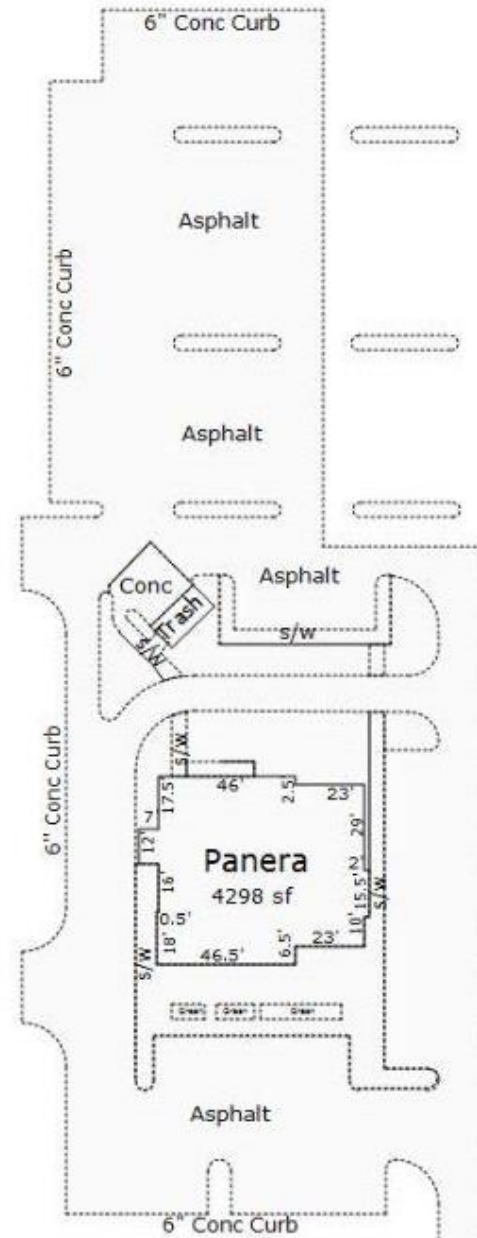 6" Conc Curb
Asphalt
6" Conc Curb
Asphalt
Asphalt
Conc
Trash
s/w
s/w
s/w
6" Conc Curb
46'
17.5'
2.5'
23'
7
12'
29'
Panera
4298 sf
16'
2'
15.5'
s/w
0.5'
18'
10'
46.5'
6.5'
23'
s/w
Green
Green
Green
Asphalt
6" Conc Curb